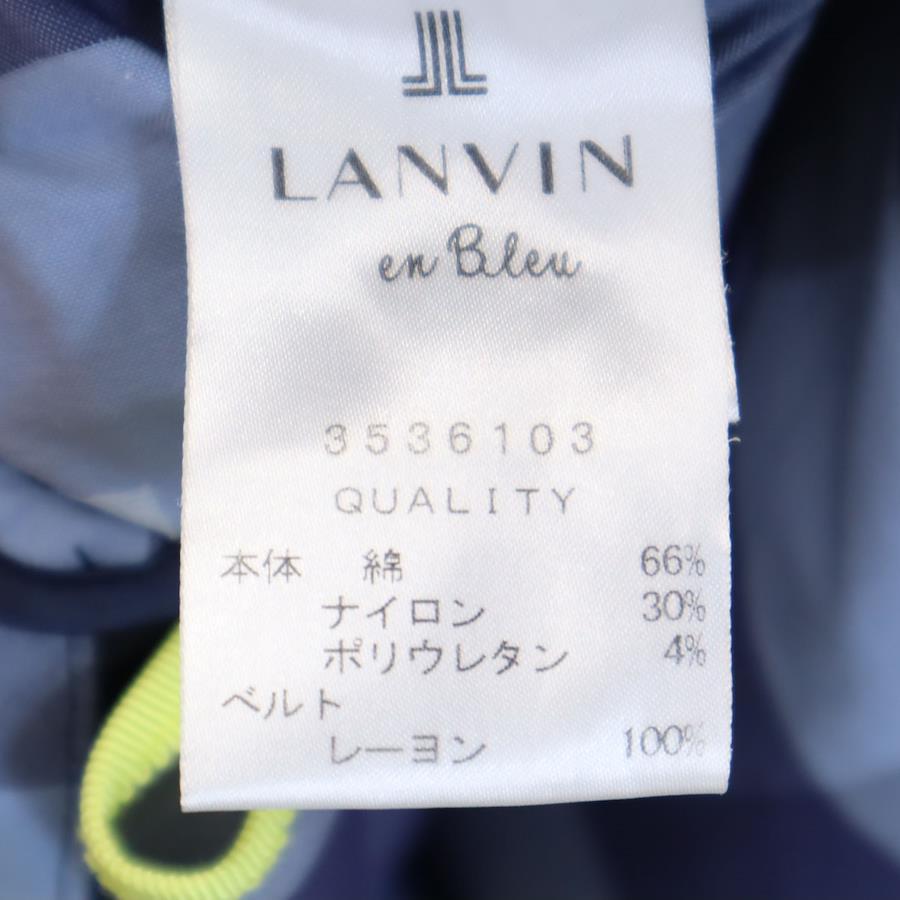 LANVIN
en Bleu
3536103
QUALITY
本体 綿 66%
ナイロン 30%
ポリウレタン 4%
ベルト
レーヨン 100%